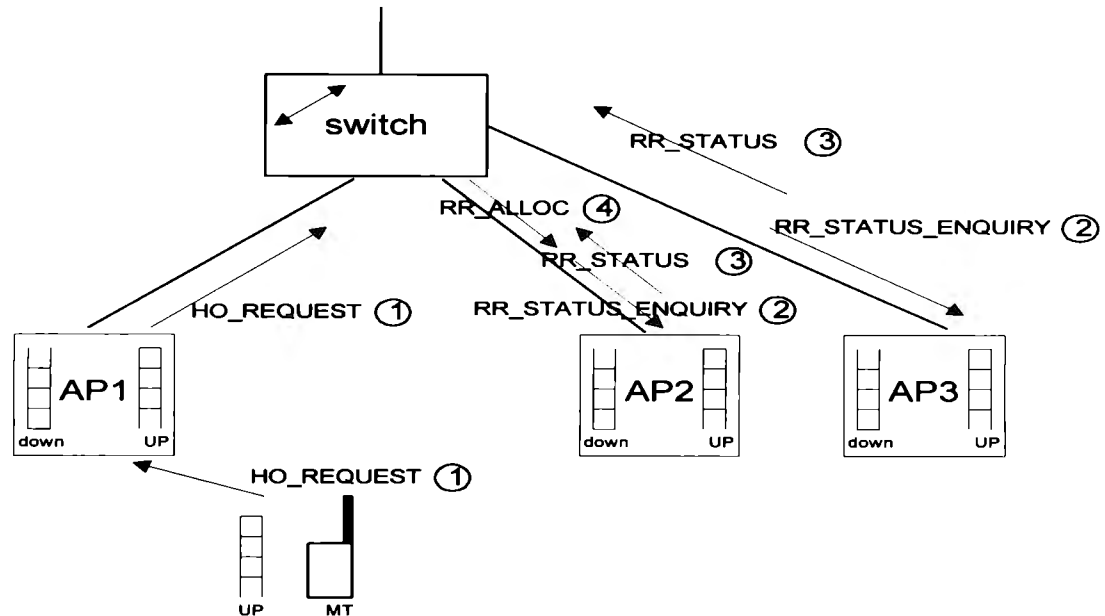 switch
RR_STATUS ③
RR_ALLOC ④
RR_STATUS_ENQUIRY ②
RR_STATUS ③
HO_REQUEST ①
RR_STATUS_ENQUIRY ②
AP1
down UP
AP2
down UP
AP3
down UP
HO_REQUEST ①
UP MT